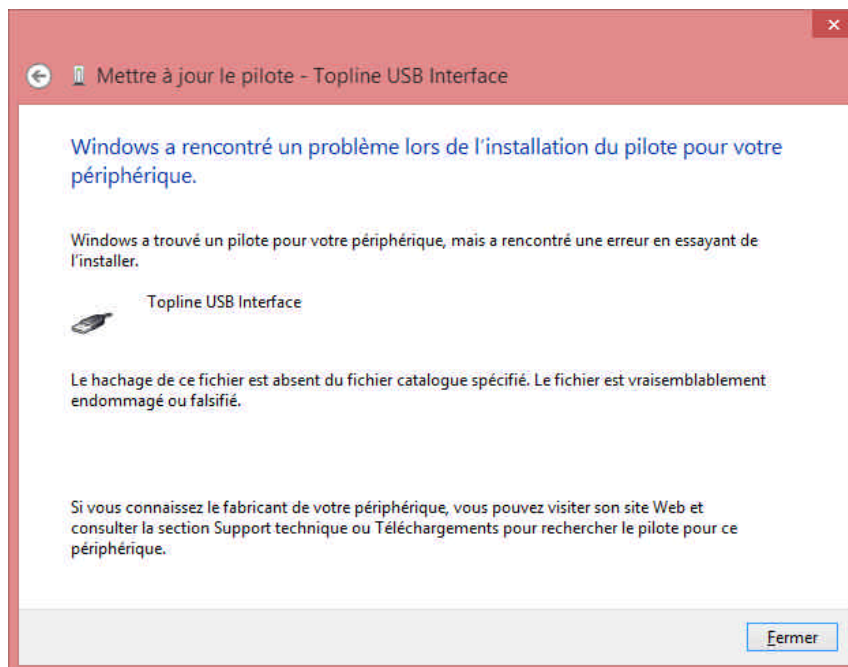 Mettre à jour le pilote - Topline USB Interface
Windows a rencontré un problème lors de l'installation du pilote pour votre
périphérique.
Windows a trouvé un pilote pour votre périphérique, mais a rencontré une erreur en essayant de
l'installer.
Topline USB Interface
Le hachage de ce fichier est absent du fichier catalogue spécifié. Le fichier est vraisemblablement
endommagé ou falsifié.
Si vous connaissez le fabricant de votre périphérique, vous pouvez visiter son site Web et
consulter la section Support technique ou Téléchargements pour rechercher le pilote pour ce
périphérique.
Fermer